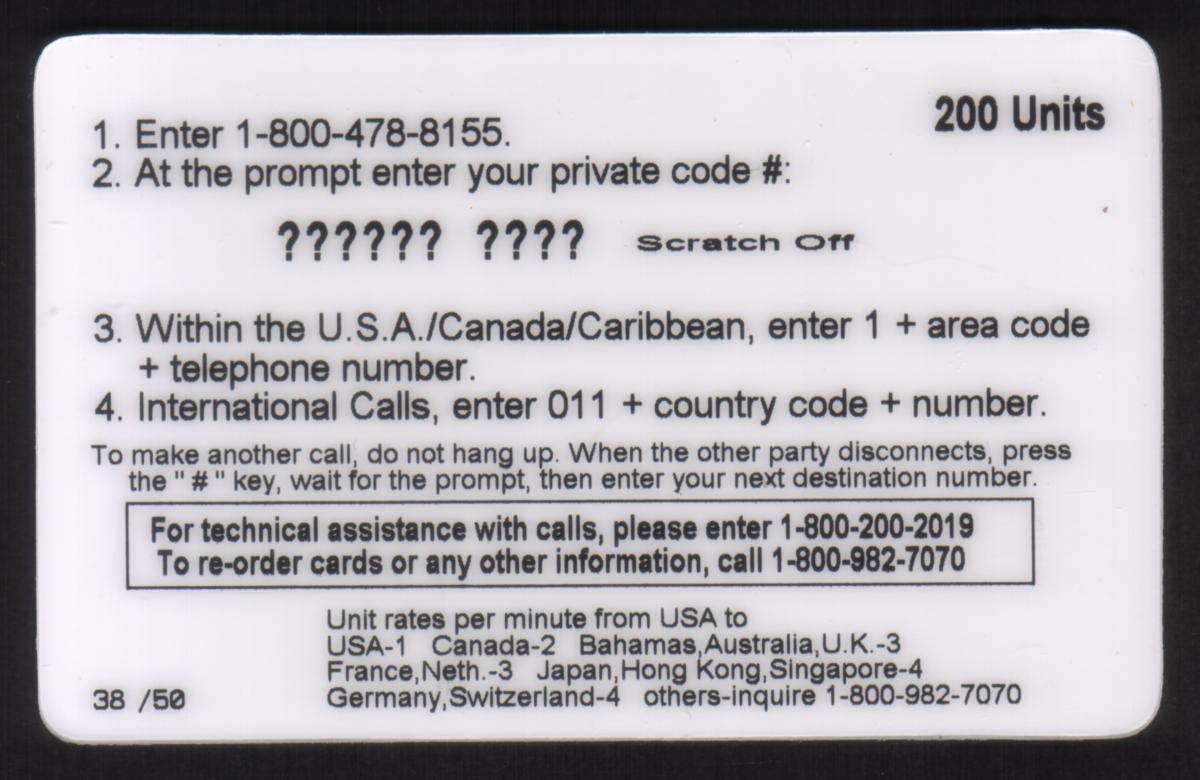 200 Units
1. Enter 1-800-478-8155.
2. At the prompt enter your private code #:
?????? ???? Scratch Off
3. Within the U.S.A./Canada/Caribbean, enter 1 + area code
+ telephone number.
4. International Calls, enter 011 + country code + number.
To make another call, do not hang up. When the other party disconnects, press
the " # " key, wait for the prompt, then enter your next destination number.
For technical assistance with calls, please enter 1-800-200-2019
To re-order cards or any other information, call 1-800-982-7070
Unit rates per minute from USA to
USA-1 Canada-2 Bahamas,Australia,U.K.-3
France,Neth.-3 Japan,Hong Kong,Singapore-4
Germany,Switzerland-4 others-inquire 1-800-982-7070
38 /50